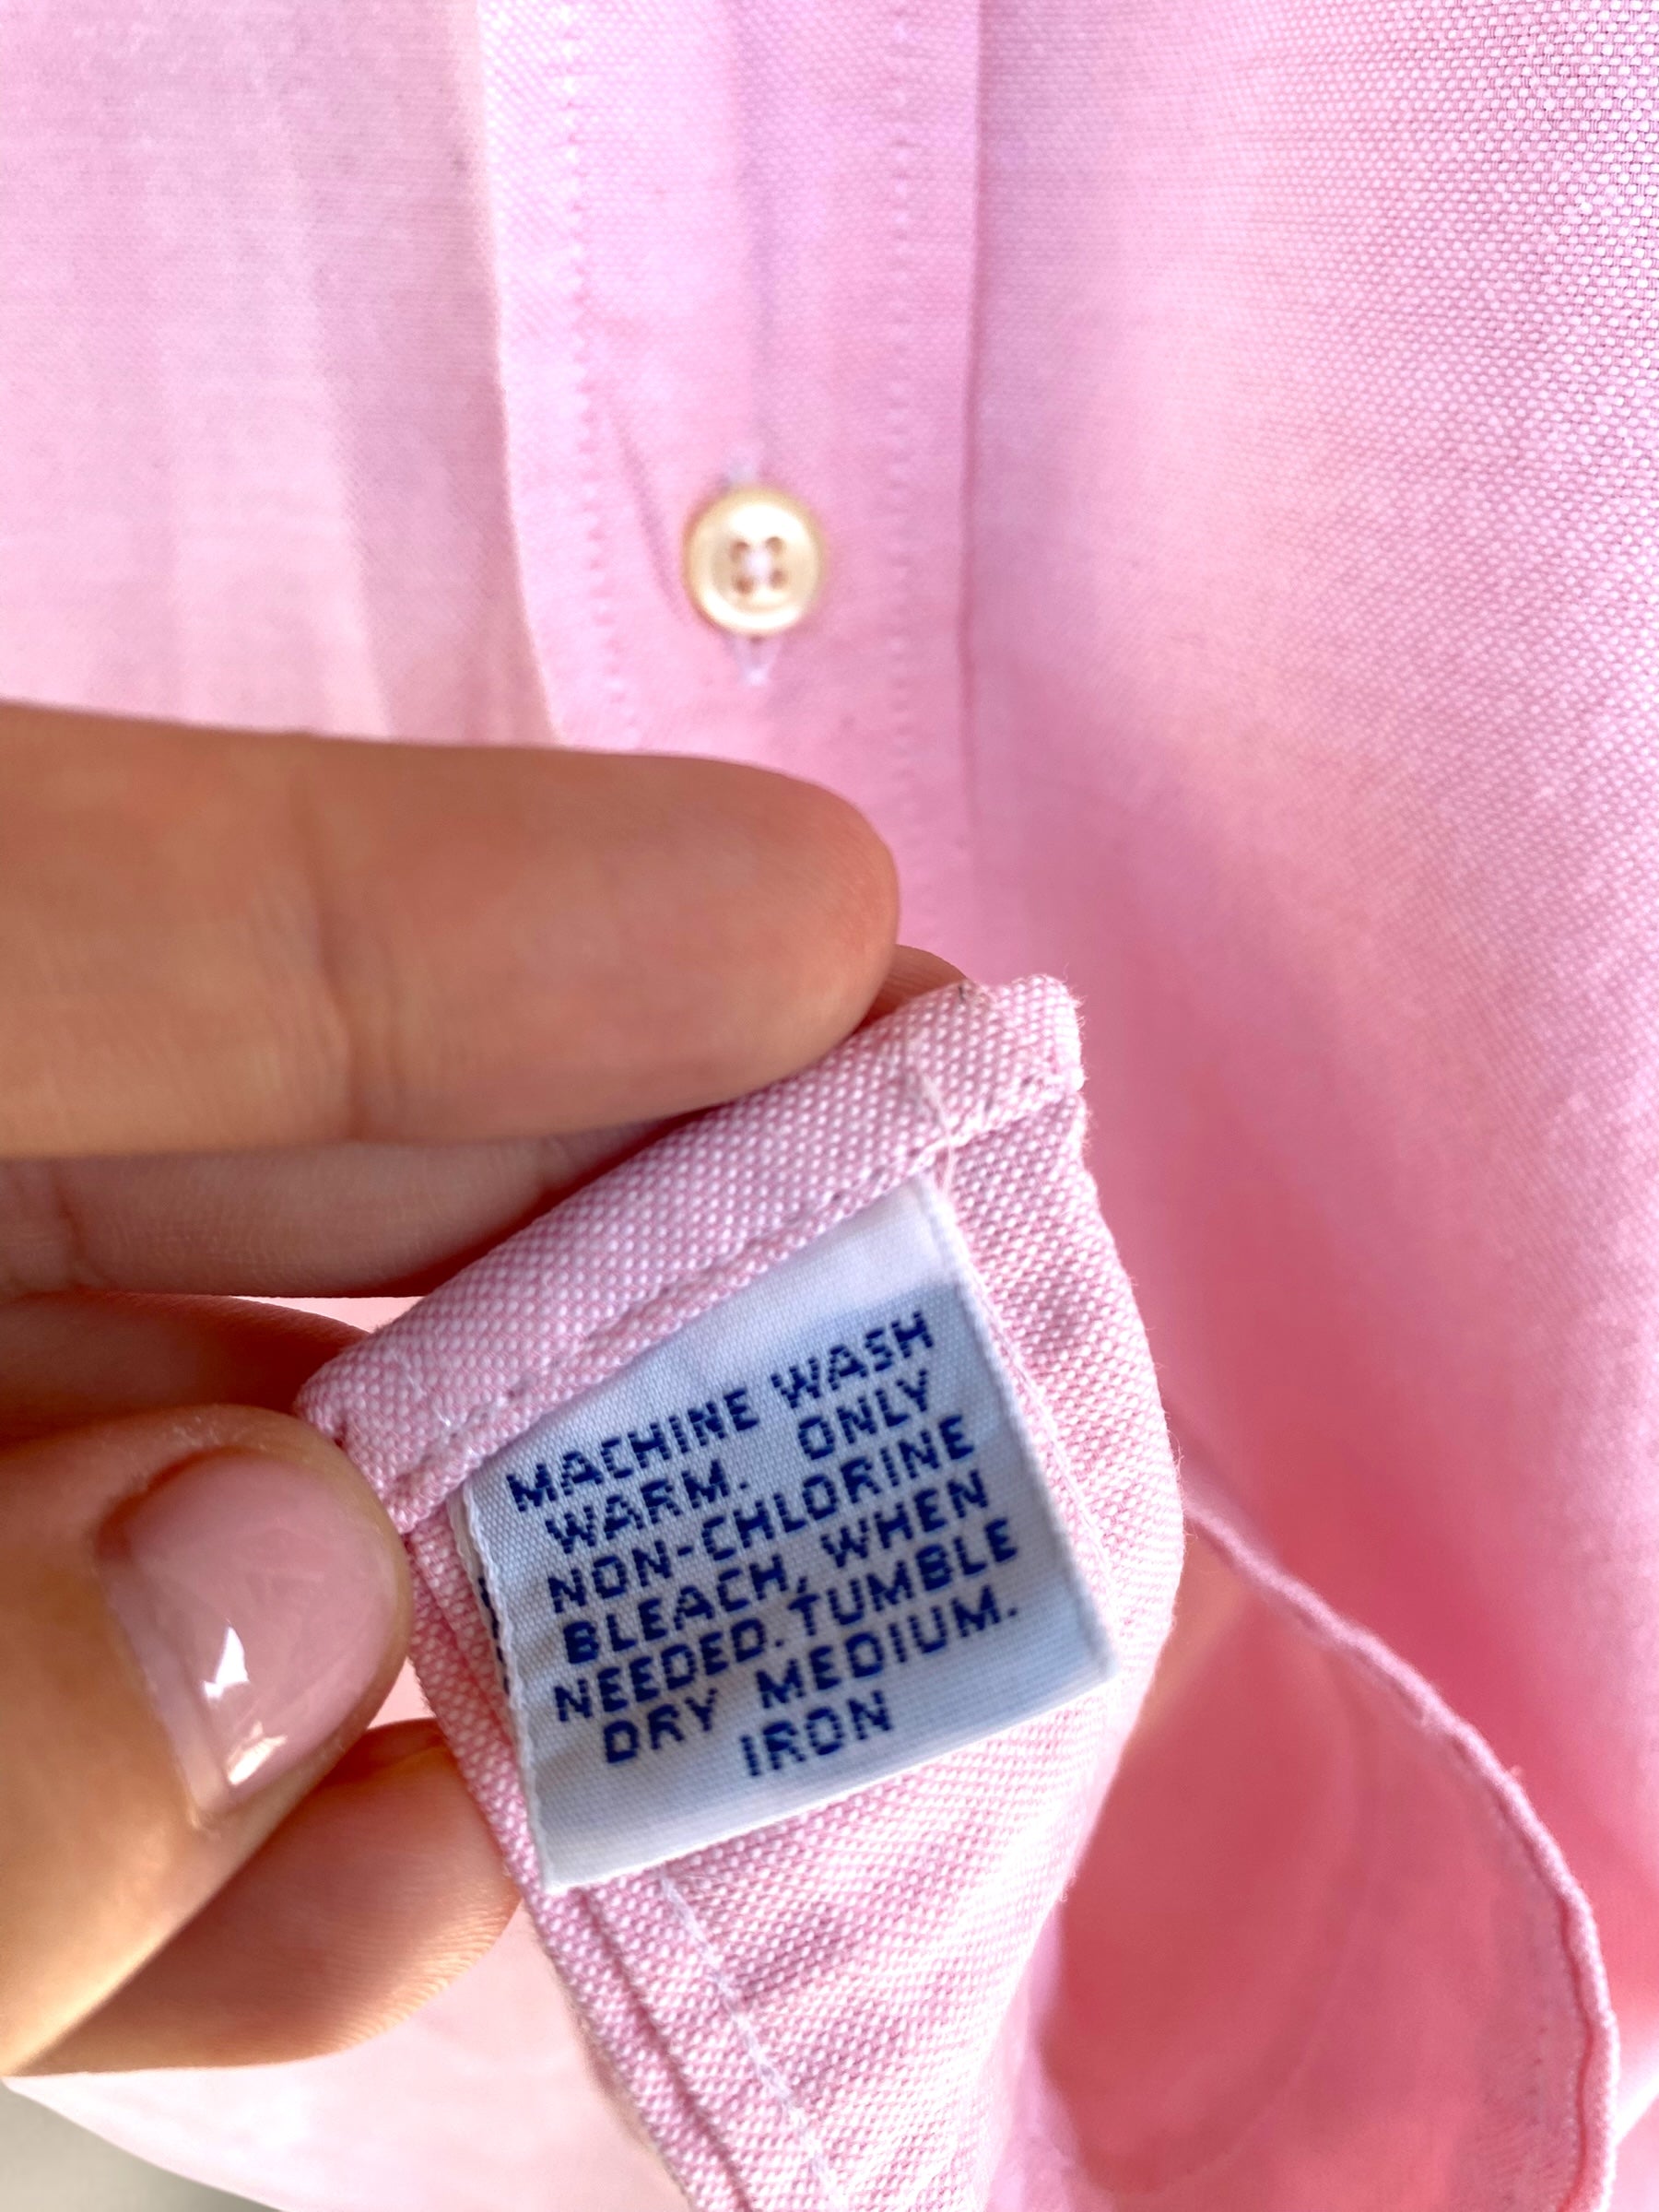 MACHINE WASH
WARM. ONLY
NON-CHLORINE
BLEACH, WHEN
NEEDED. TUMBLE
DRY MEDIUM.
IRON